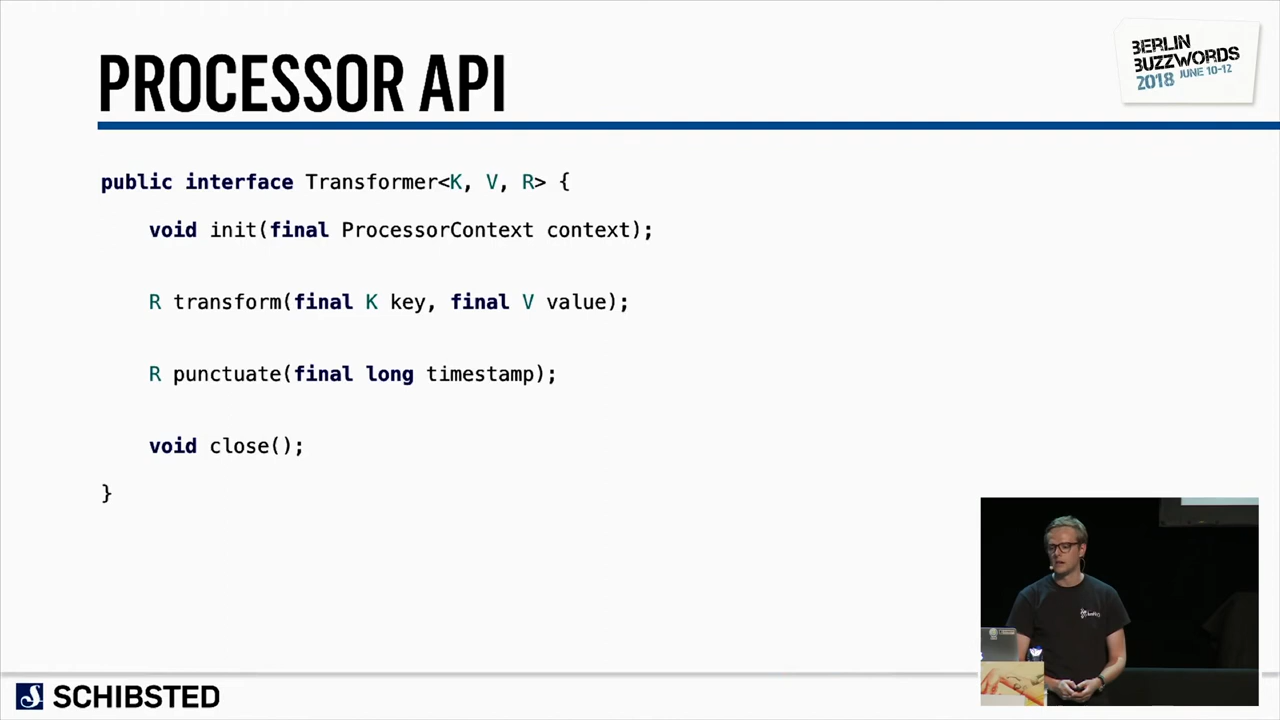 PROCESSOR API
BERLIN
BUZZWORDS
2018 JUNE 10-12
public interface Transformer<K, V, R> {
void init(final ProcessorContext context);
R transform(final K key, final V value);
R punctuate(final long timestamp);
void close();
}
SCHIBSTED